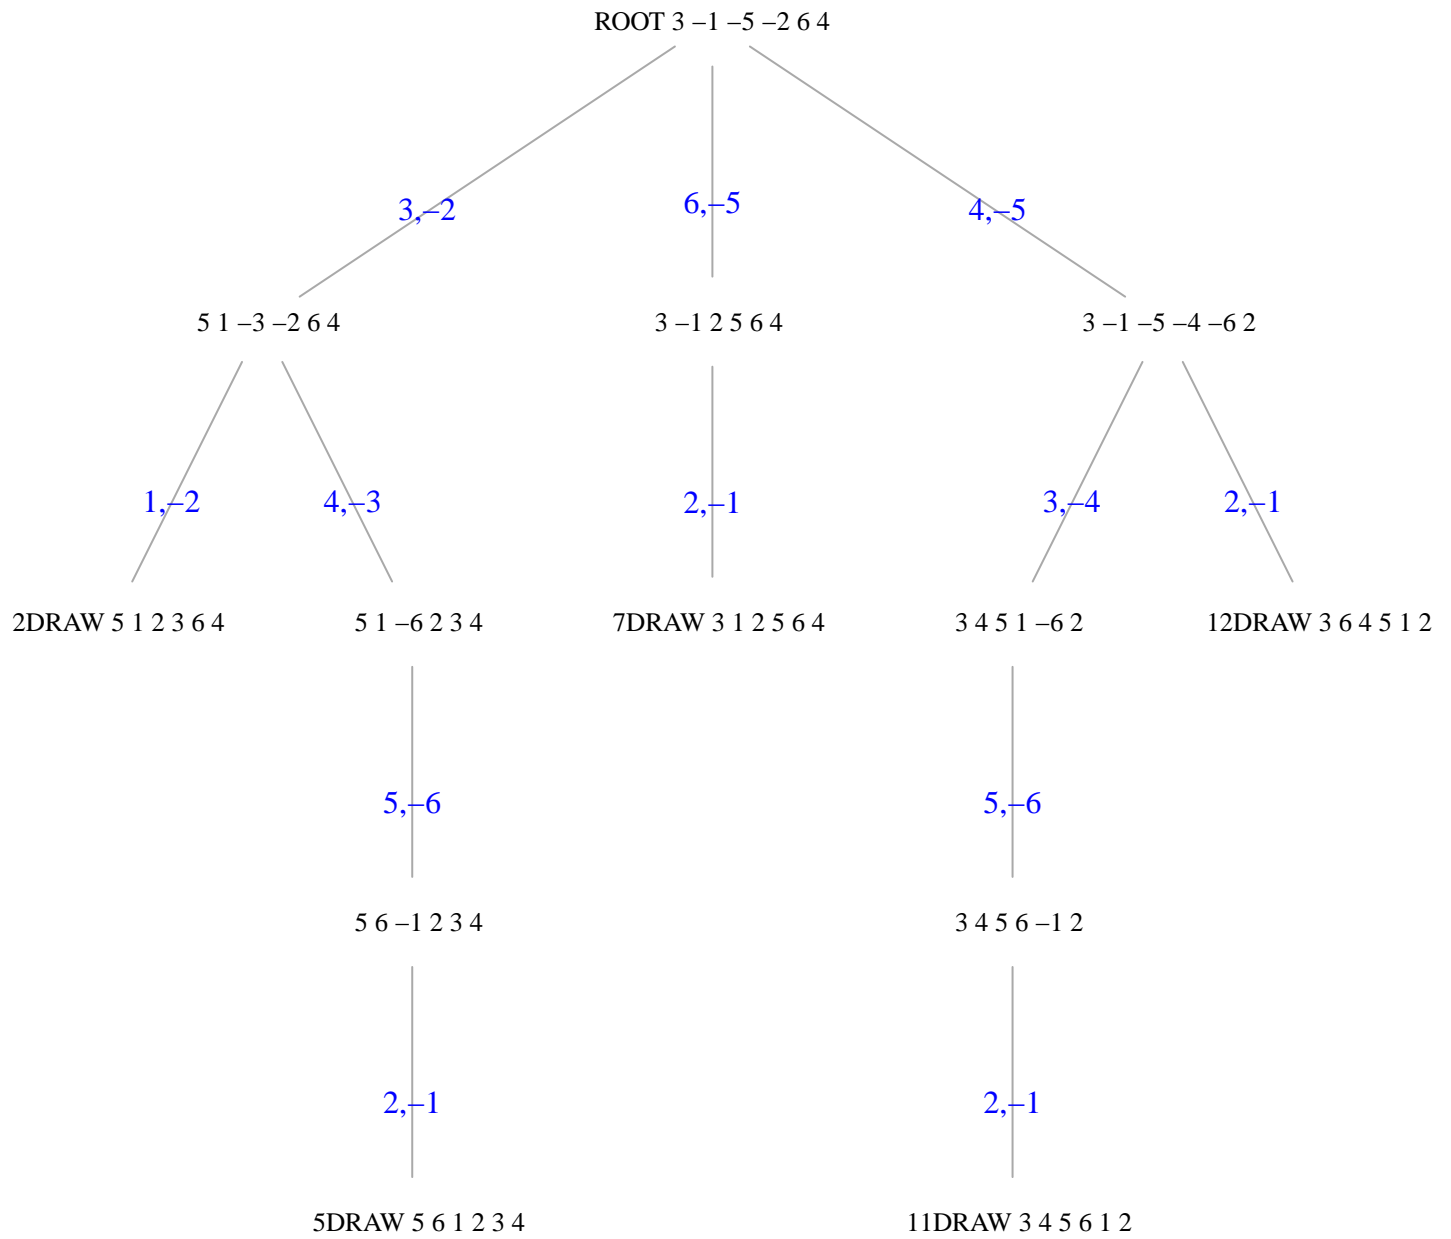 ROOT 3 –1 –5 –2 6 4
3,–2
6,–5
4,–5
5 1 –3 –2 6 4
3 –1 2 5 6 4
3 –1 –5 –4 –6 2
1,–2
4,–3
2,–1
3,–4
2,–1
2DRAW 5 1 2 3 6 4
5 1 –6 2 3 4
7DRAW 3 1 2 5 6 4
3 4 5 1 –6 2
12DRAW 3 6 4 5 1 2
5,–6
5,–6
5 6 –1 2 3 4
3 4 5 6 –1 2
2,–1
2,–1
5DRAW 5 6 1 2 3 4
11DRAW 3 4 5 6 1 2